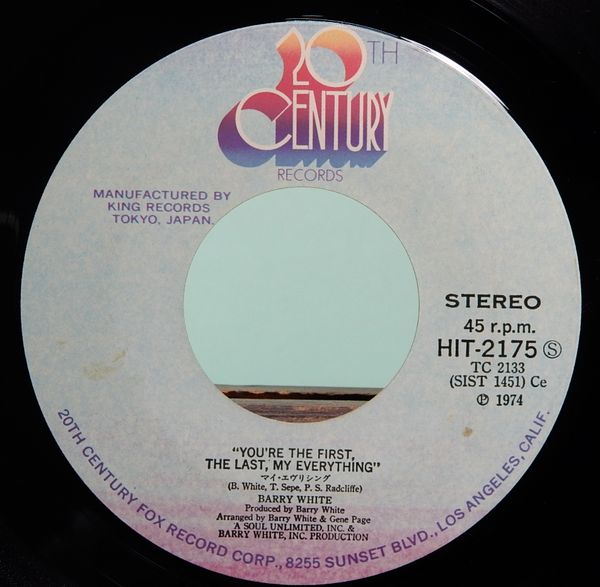 20TH
CENTURY
RECORDS
MANUFACTURED BY
KING RECORDS
TOKYO, JAPAN.
STEREO
45 r.p.m.
HIT-2175 Ⓢ
TC 2133
(SIST 1451) Ce
℗ 1974
"YOU'RE THE FIRST,
THE LAST, MY EVERYTHING"
マイ・エヴリシング
(B. White, T. Sepe, P. S. Radcliffe)
BARRY WHITE
Produced by Barry White
Arranged by Barry White & Gene Page
A SOUL UNLIMITED, INC. &
BARRY WHITE, INC. PRODUCTION
20TH CENTURY FOX RECORD CORP., 8255 SUNSET BLVD., LOS ANGELES, CALIF.